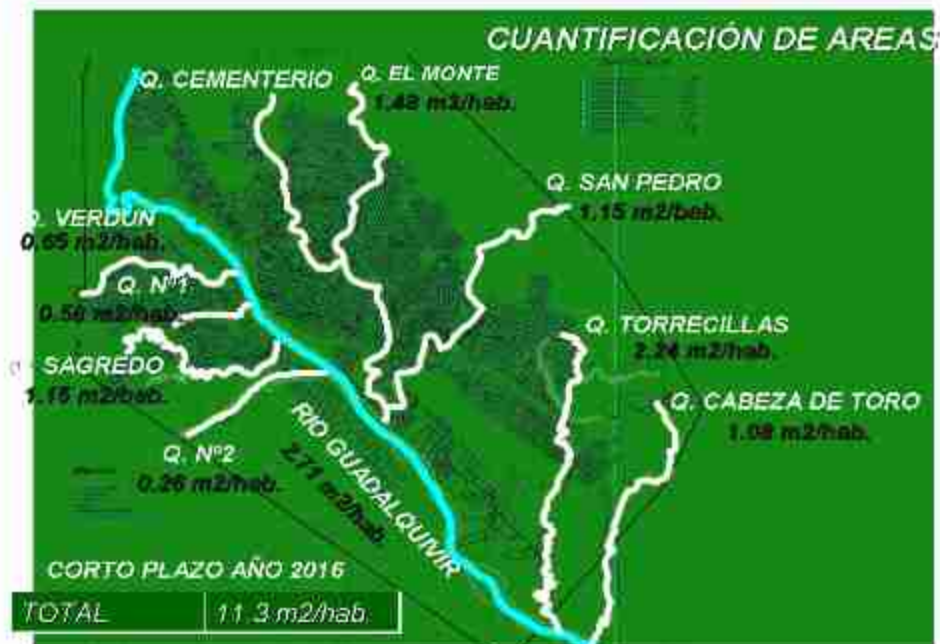 CUANTIFICACIÓN DE AREAS
Q. CEMENTERIO
Q. EL MONTE
1.48 m2/hab.
Q. SAN PEDRO
1.15 m2/hab.
Q. VERDUN
0.65 m2/hab.
Q. Nº1
0.56 m2/hab.
Q. TORRECILLAS
2.24 m2/hab.
SAGREDO
1.15 m2/hab.
Q. CABEZA DE TORO
1.08 m2/hab.
Q. Nº2
0.26 m2/hab.
RIO GUADALQUIVIR
2.71 m2/hab
CORTO PLAZO AÑO 2016
TOTAL 11.3 m2/hab.